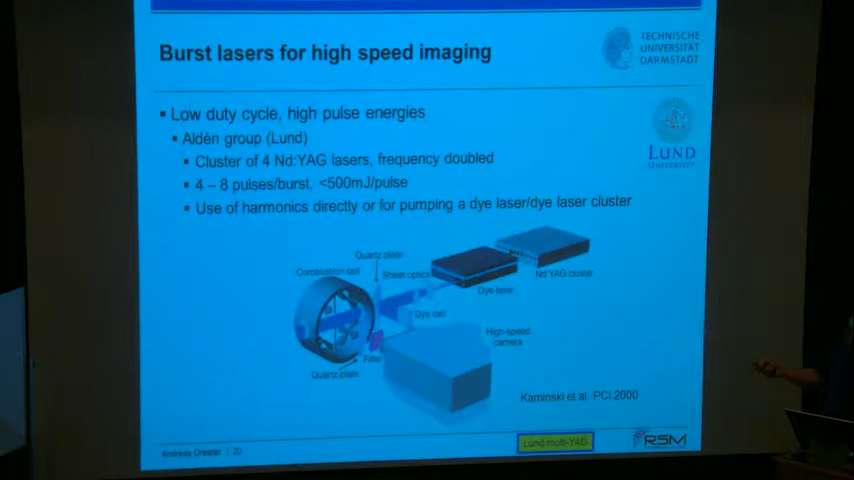 Burst lasers for high speed imaging
TECHNISCHE
UNIVERSITÄT
DARMSTADT
Low duty cycle, high pulse energies
Aldén group (Lund)
Cluster of 4 Nd:YAG lasers, frequency doubled
4 – 8 pulses/burst, <500mJ/pulse
Use of harmonics directly or for pumping a dye laser/dye laser cluster
LUND
UNIVERSITY
Quartz plate
Combustion cell
Sheet optics
Nd:YAG cluster
Dye laser
Dye cell
High-speed
camera
Filter
Quartz plate
Kaminski et al. PCI.2000
Andreas Dreizler | 20
Lund multi-YAG
RSM